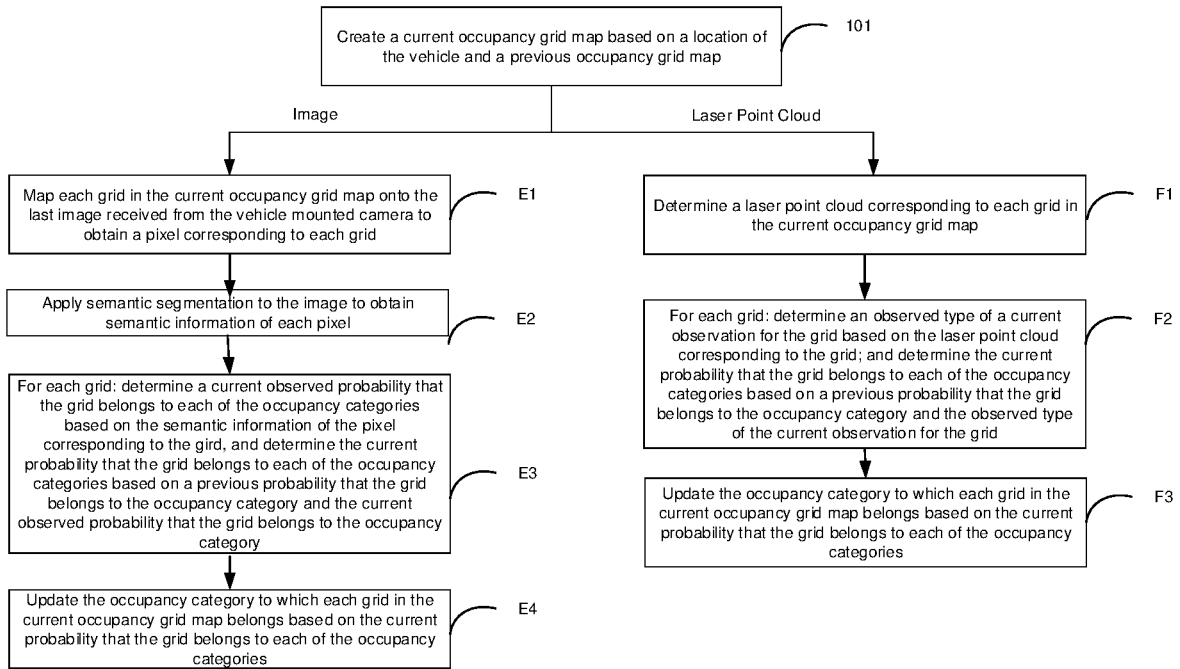 Create a current occupancy grid map based on a location of
the vehicle and a previous occupancy grid map
101
Image
Laser Point Cloud
Map each grid in the current occupancy grid map onto the
last image received from the vehicle mounted camera to
obtain a pixel corresponding to each grid
E1
Apply semantic segmentation to the image to obtain
semantic information of each pixel
E2
For each grid: determine a current observed probability that
the grid belongs to each of the occupancy categories
based on the semantic information of the pixel
corresponding to the gird, and determine the current
probability that the grid belongs to each of the occupancy
categories based on a previous probability that the grid
belongs to the occupancy category and the current
observed probability that the grid belongs to the occupancy
category
E3
Update the occupancy category to which each grid in the
current occupancy grid map belongs based on the current
probability that the grid belongs to each of the occupancy
categories
E4
Determine a laser point cloud corresponding to each grid in
the current occupancy grid map
F1
For each grid: determine an observed type of a current
observation for the grid based on the laser point cloud
corresponding to the grid; and determine the current
probability that the grid belongs to each of the occupancy
categories based on a previous probability that the grid
belongs to the occupancy category and the observed type
of the current observation for the grid
F2
Update the occupancy category to which each grid in the
current occupancy grid map belongs based on the current
probability that the grid belongs to each of the occupancy
categories
F3